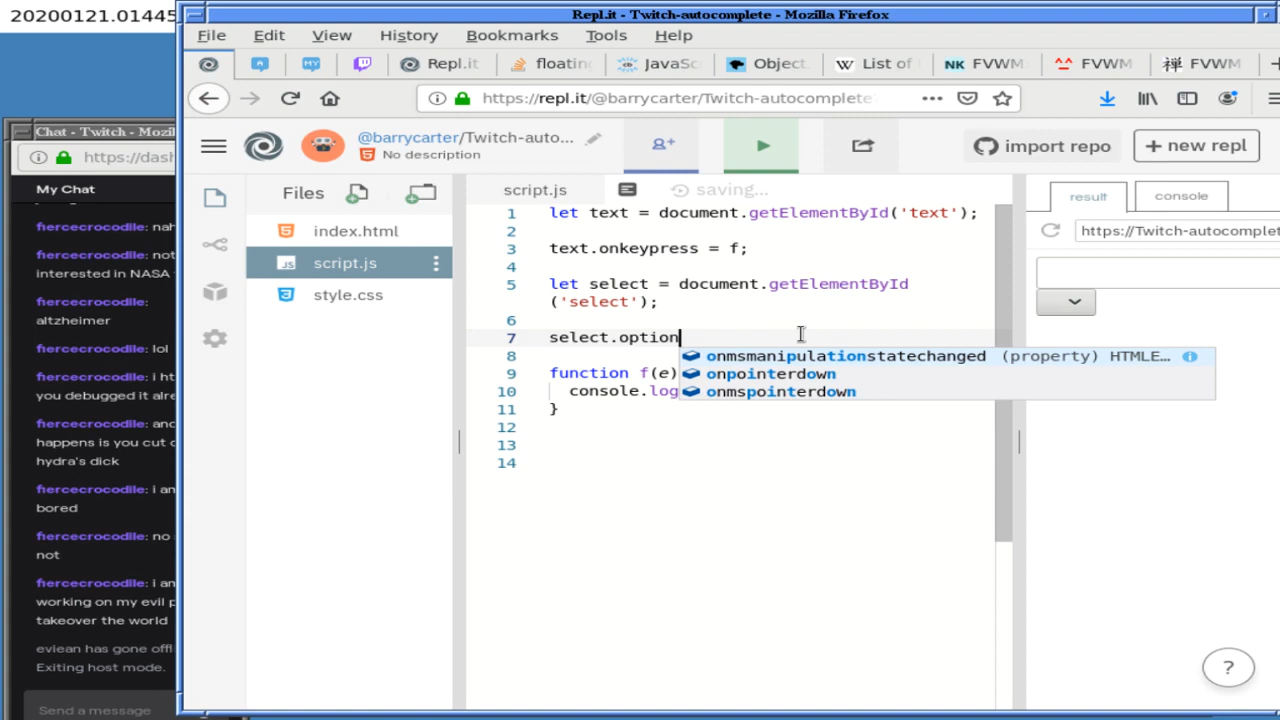 20200121.01445
Repl.it - Twitch-autocomplete - Mozilla Firefox
File Edit View History Bookmarks Tools Help
Repl.it floating JavaSc Object. W List of NK FVWM ^^ FVWM 禅 FVWM
https://repl.it/@barrycarter/Twitch-autocomplete
Chat - Twitch - Mozil
https://dash
@barrycarter/Twitch-auto...
No description
import repo
+ new repl
My Chat
fiercecrocodile: nah
fiercecrocodile: not
interested in NASA
fiercecrocodile:
altzheimer
fiercecrocodile: lol
fiercecrocodile: i ht
you debugged it alre
fiercecrocodile: and
happens is you cut o
hydra's dick
fiercecrocodile: i am
bored
fiercecrocodile: no
not
fiercecrocodile: i am
working on my evil p
takeover the world
eviean has gone offl
Exiting host mode.
Send a message
Files
index.html
script.js
style.css
script.js saving...
1 let text = document.getElementById('text');
2
3 text.onkeypress = f;
4
5 let select = document.getElementById
('select');
6
7 select.option
8
9 function f(e)
10 console.log
11 }
12
13
14
onmsmanipulationstatechanged (property) HTMLE...
onpointerdown
onmspointerdown
result console
https://Twitch-autocomplet
?